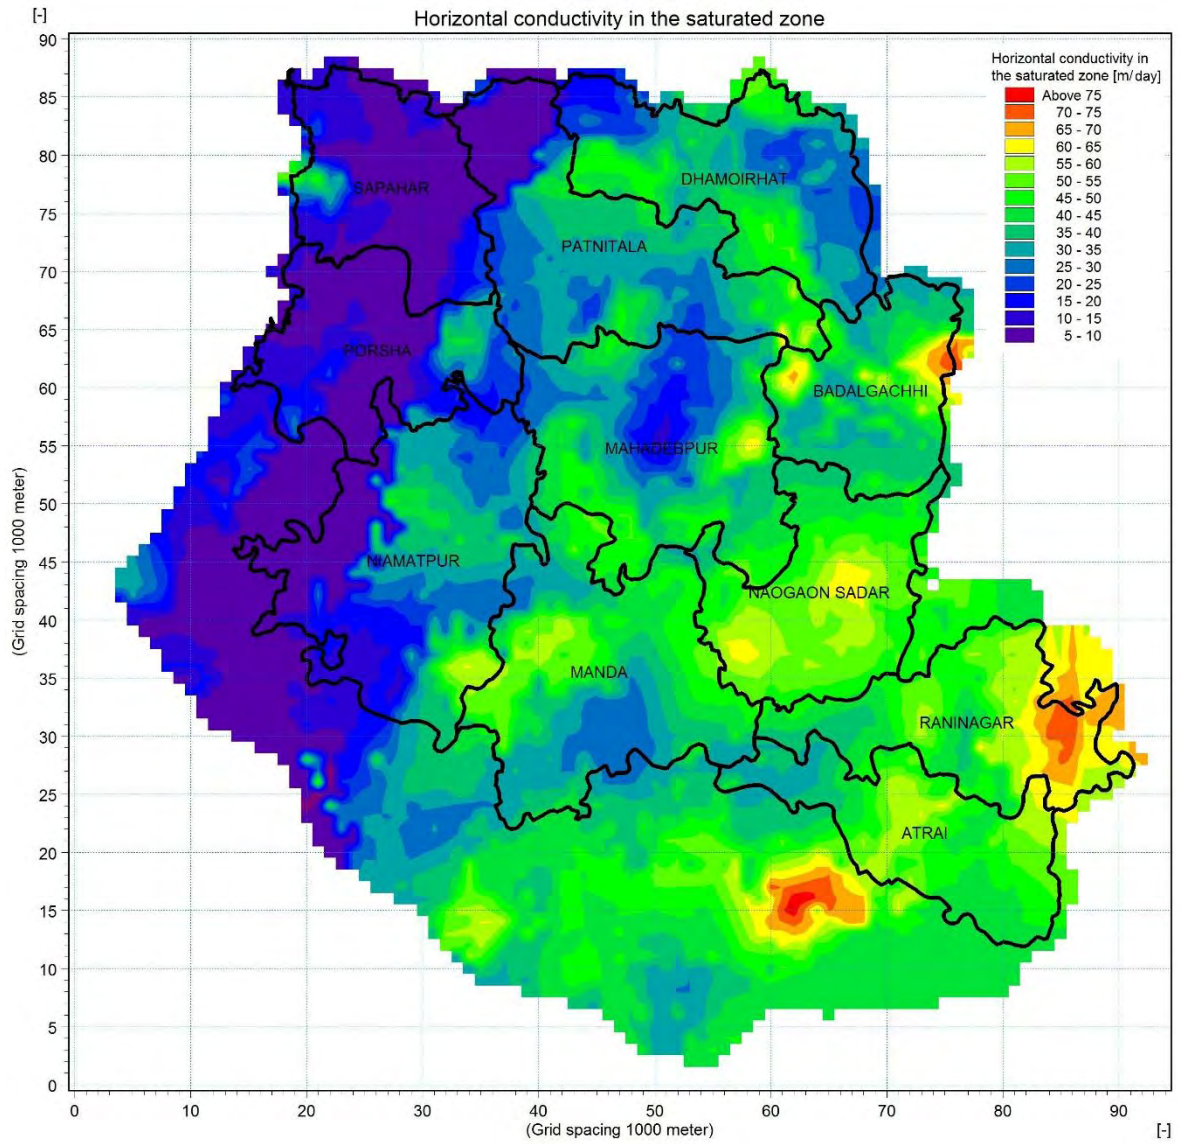 [-]
Horizontal conductivity in the saturated zone
Horizontal conductivity in
the saturated zone [m/day]
Above 75
70 - 75
65 - 70
60 - 65
55 - 60
50 - 55
45 - 50
40 - 45
35 - 40
30 - 35
25 - 30
20 - 25
15 - 20
10 - 15
5 - 10
90
85
80
75
70
65
60
55
50
45
40
35
30
25
20
15
10
5
0
(Grid spacing 1000 meter)
SAPAHAR
DHAMOIRHAT
PATNITALA
PORSHA
BADALGACHHI
MAHADEBPUR
NIAMATPUR
NAOGAON SADAR
MANDA
RANINAGAR
ATRAI
0
10
20
30
40
50
60
70
80
90
(Grid spacing 1000 meter)
[-]